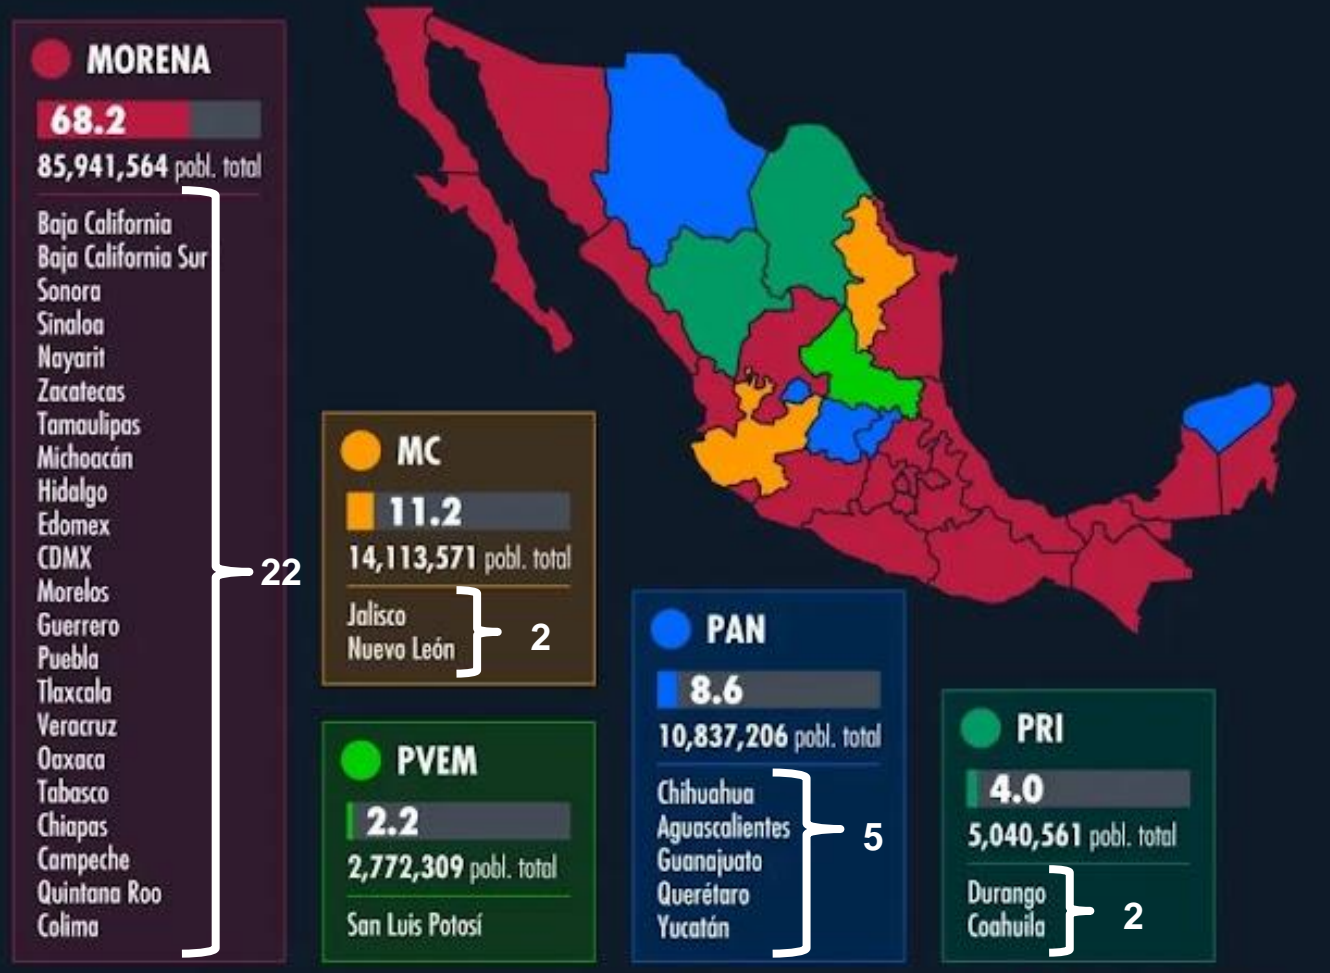 MORENA
68.2
85,941,564 pobl. total
Baja California
Baja California Sur
Sonora
Sinaloa
Nayarit
Zacatecas
Tamaulipas
Michoacán
Hidalgo
Edomex
CDMX
Morelos
Guerrero
Puebla
Tlaxcala
Veracruz
Oaxaca
Tabasco
Chiapas
Campeche
Quintana Roo
Colima
22
MC
11.2
14,113,571 pobl. total
Jalisco
Nuevo León
2
PVEM
2.2
2,772,309 pobl. total
San Luis Potosí
PAN
8.6
10,837,206 pobl. total
Chihuahua
Aguascalientes
Guanajuato
Querétaro
Yucatán
5
PRI
4.0
5,040,561 pobl. total
Durango
Coahuila
2